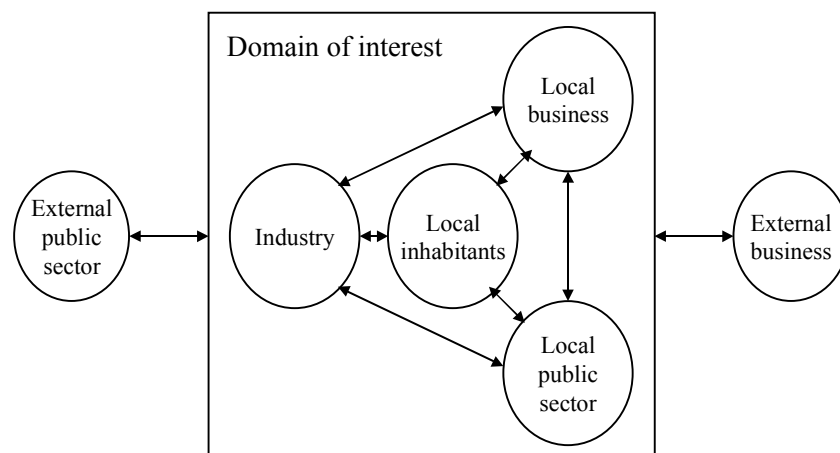 Domain of interest
Local
business
External
public
sector
Industry
Local
inhabitants
External
business
Local
public
sector